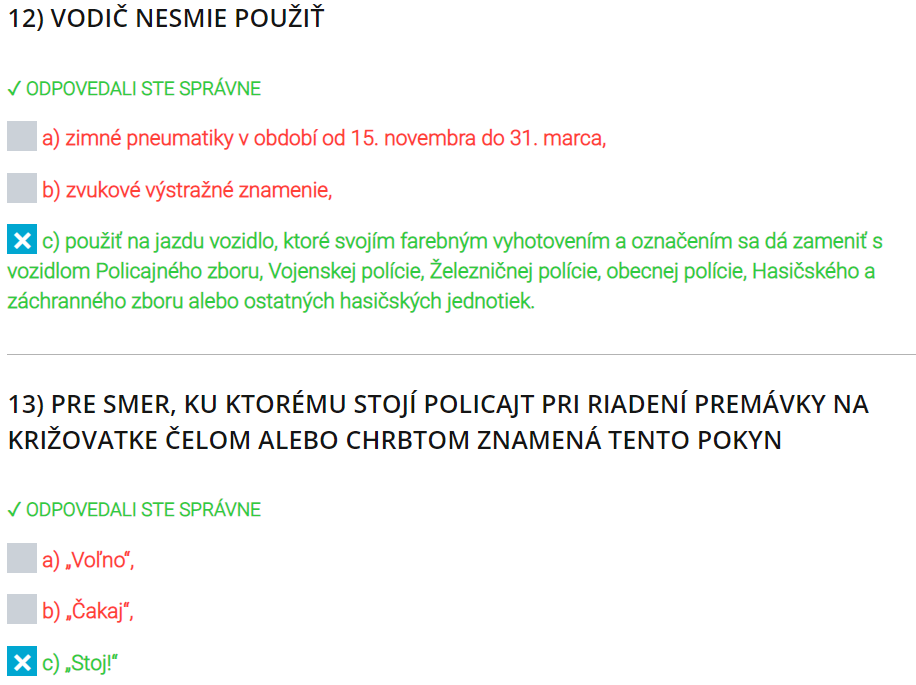 12) VODIČ NESMIE POUŽIŤ
✓ ODPOVEDALI STE SPRÁVNE
a) zimné pneumatiky v období od 15. novembra do 31. marca,
b) zvukové výstražné znamenie,
c) použiť na jazdu vozidlo, ktoré svojím farebným vyhotovením a označením sa dá zameniť s
vozidlom Policajného zboru, Vojenskej polície, Železničnej polície, obecnej polície, Hasičského a
záchranného zboru alebo ostatných hasičských jednotiek.
13) PRE SMER, KU KTORÉMU STOJÍ POLICAJT PRI RIADENÍ PREMÁVKY NA
KRIŽOVATKE ČELOM ALEBO CHRBTOM ZNAMENÁ TENTO POKYN
✓ ODPOVEDALI STE SPRÁVNE
a) „Voľno“,
b) „Čakaj“,
c) „Stoj!“